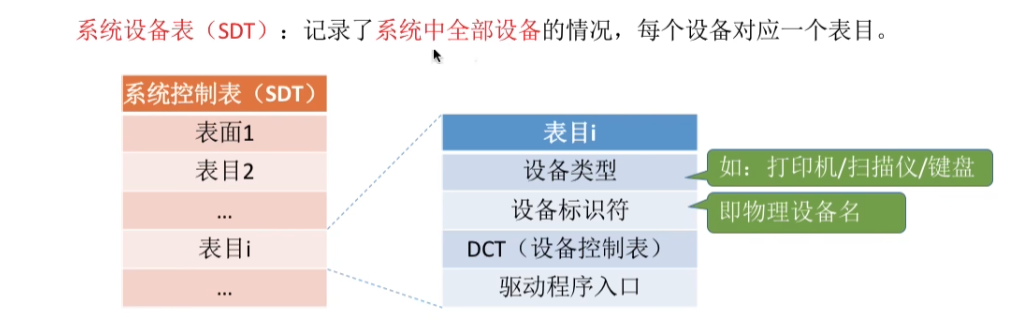 系统设备表（SDT）：记录了系统中全部设备的情况，每个设备对应一个表目。
系统控制表（SDT）
表面1
表目2
...
表目i
...
表目i
设备类型
设备标识符
DCT（设备控制表）
驱动程序入口
如：打印机/扫描仪/键盘
即物理设备名